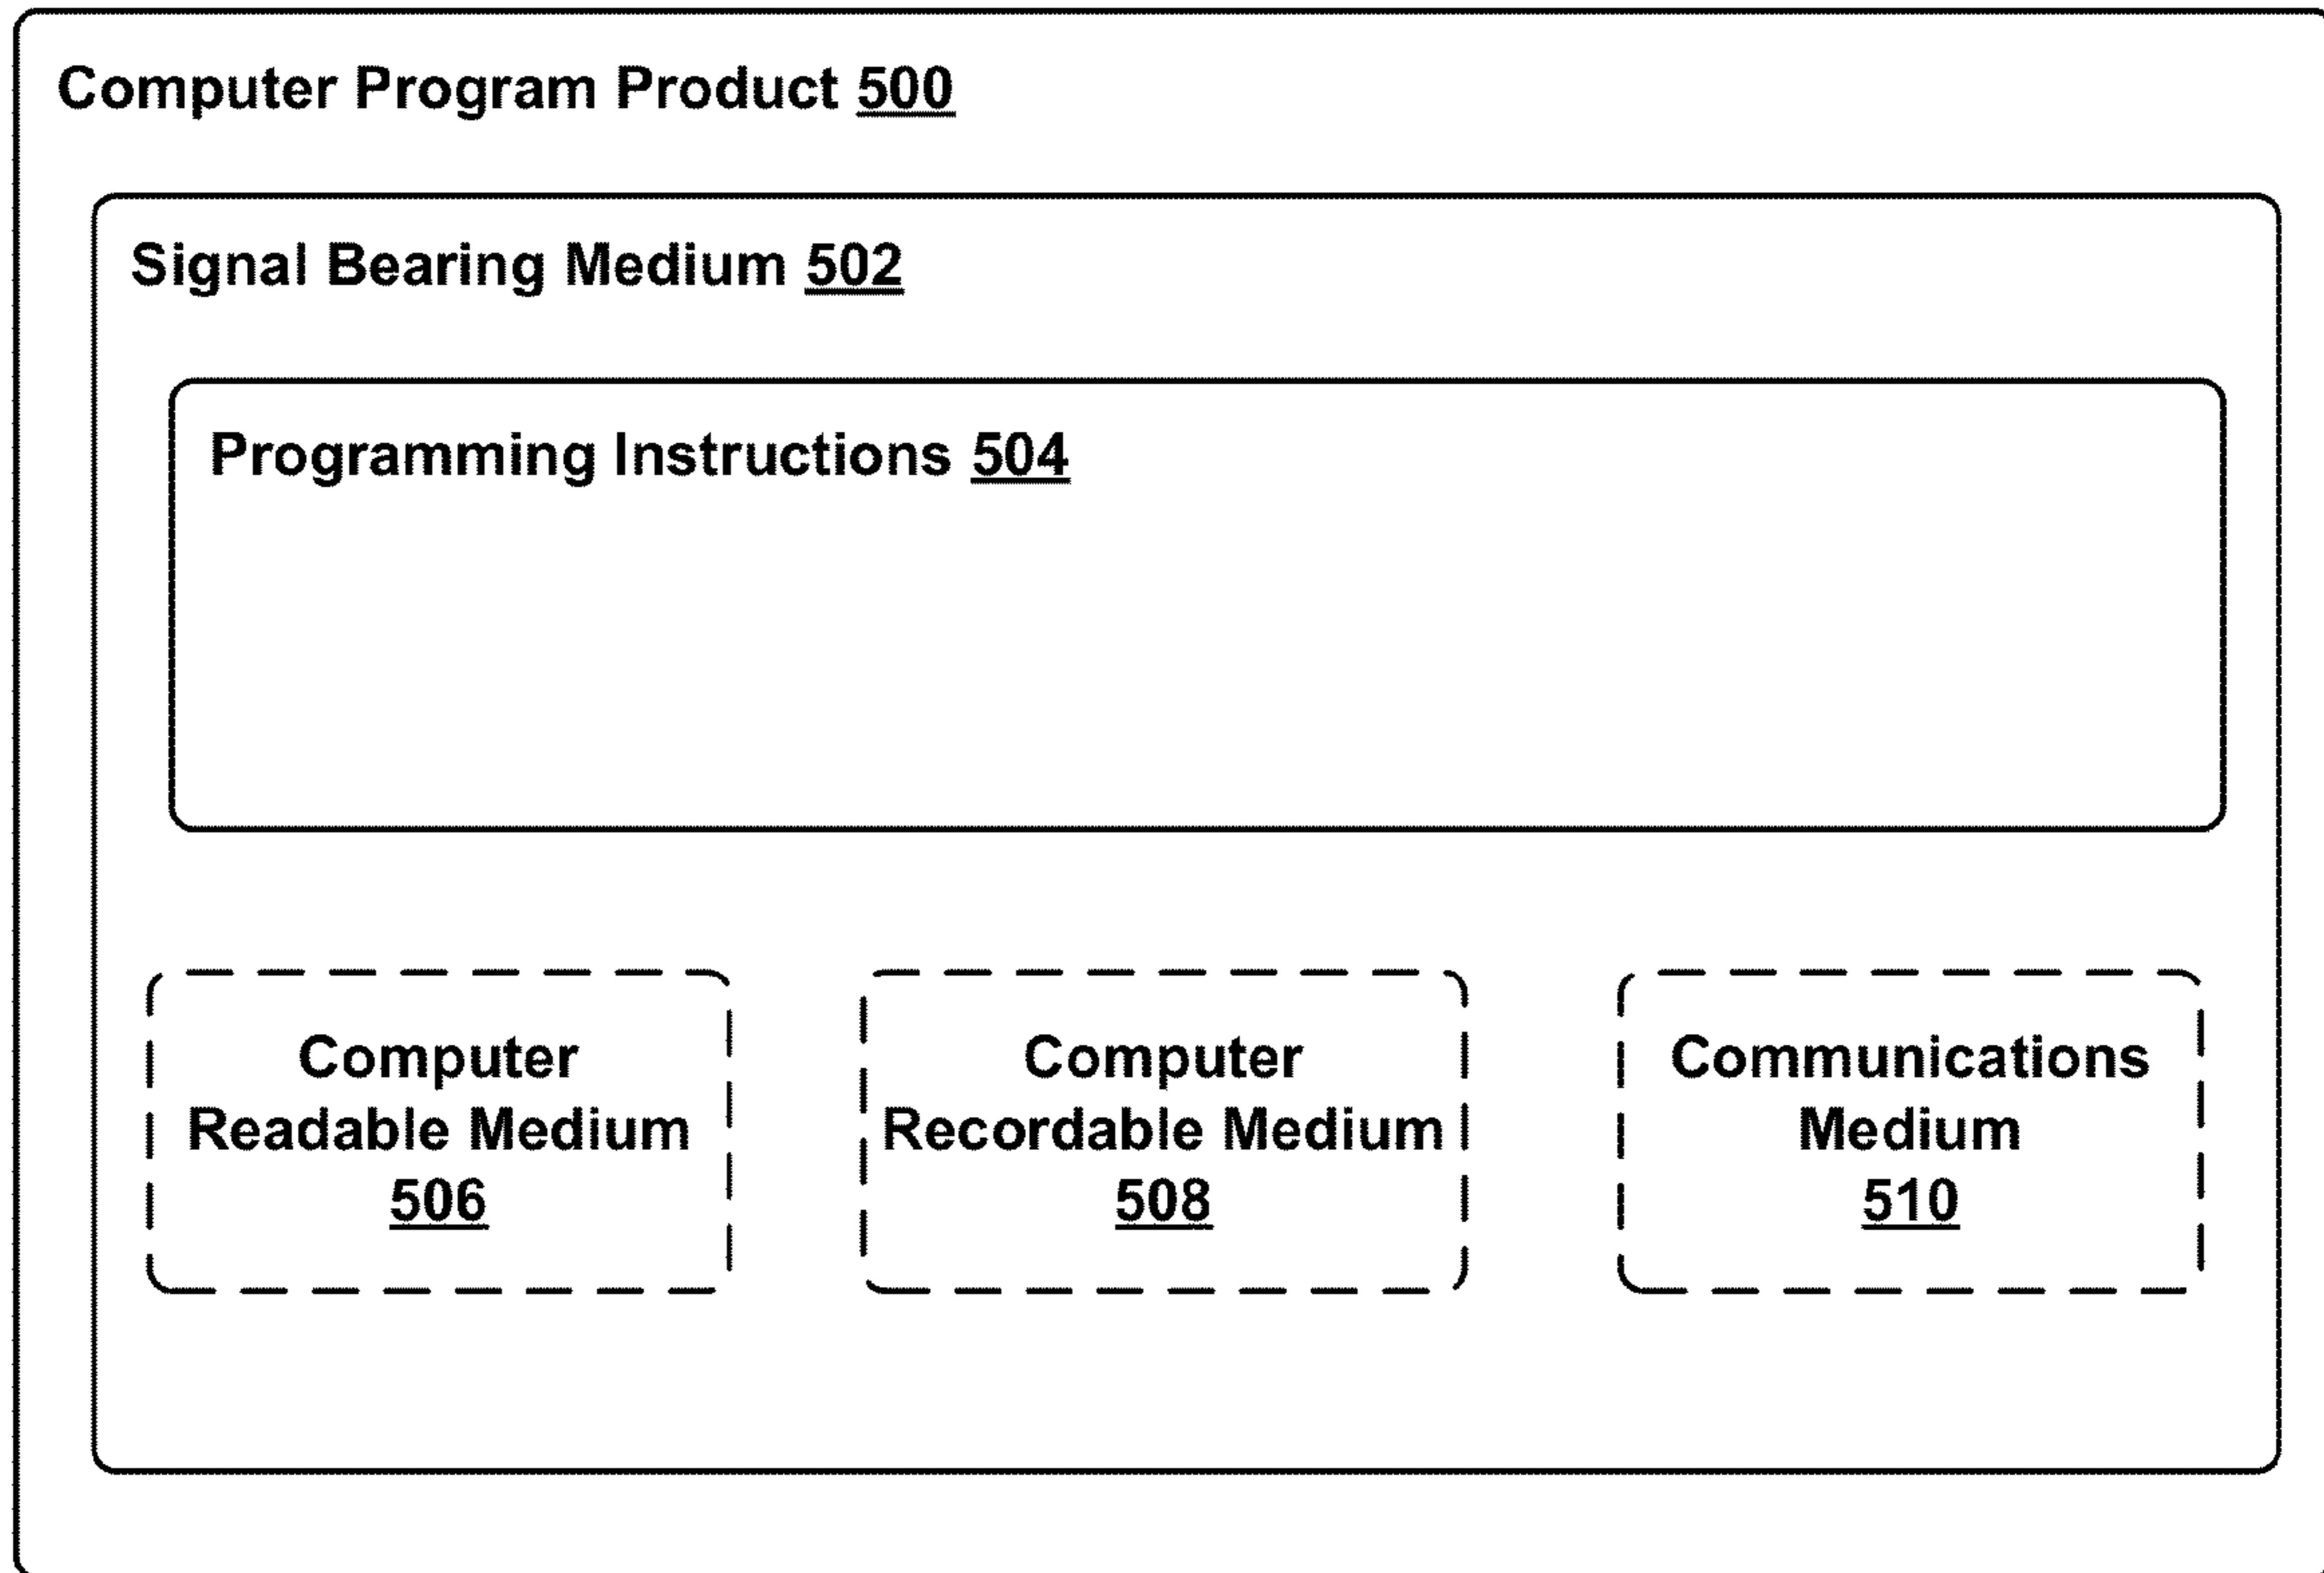 Computer Program Product 500
Signal Bearing Medium 502
Programming Instructions 504
Computer
Readable Medium
506
Computer
Recordable Medium
508
Communications
Medium
510